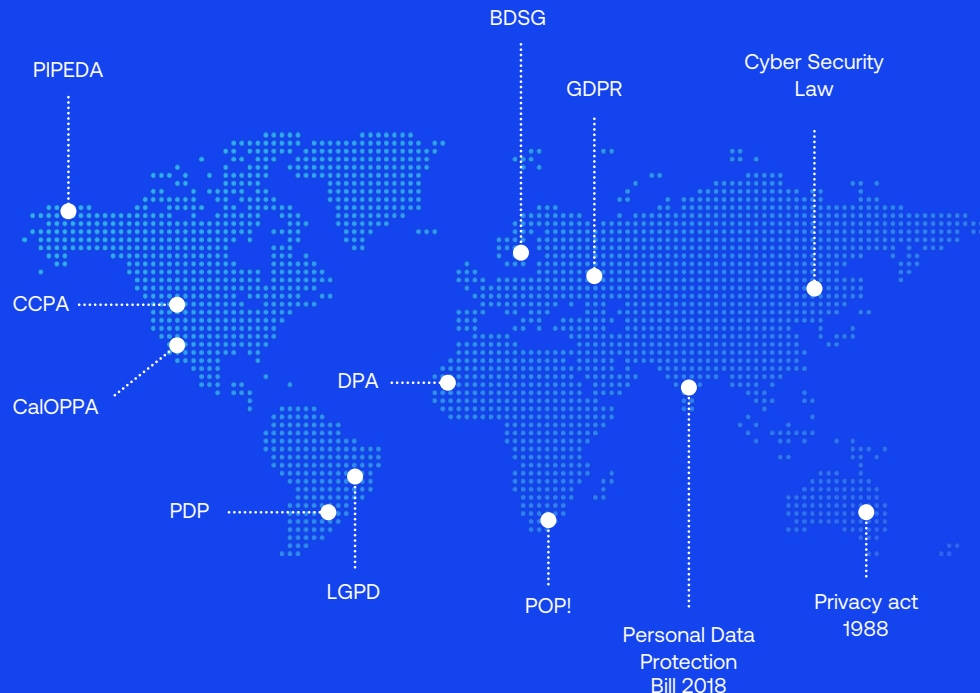 BDSG
PIPEDA
GDPR
Cyber Security
Law
CCPA
CalOPPA
DPA
PDP
LGPD
POP!
Personal Data
Protection
Bill 2018
Privacy act
1988